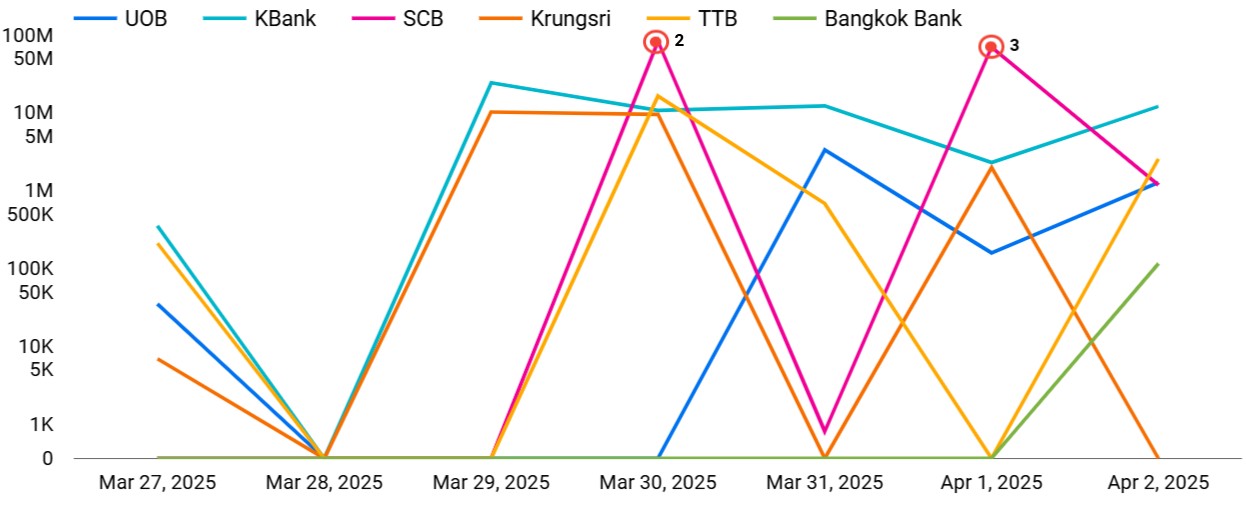 UOB KBank SCB Krungsri TTB Bangkok Bank
100M
50M
10M
5M
1M
500K
100K
50K
10K
5K
1K
0
2
3
Mar 27, 2025 Mar 28, 2025 Mar 29, 2025 Mar 30, 2025 Mar 31, 2025 Apr 1, 2025 Apr 2, 2025